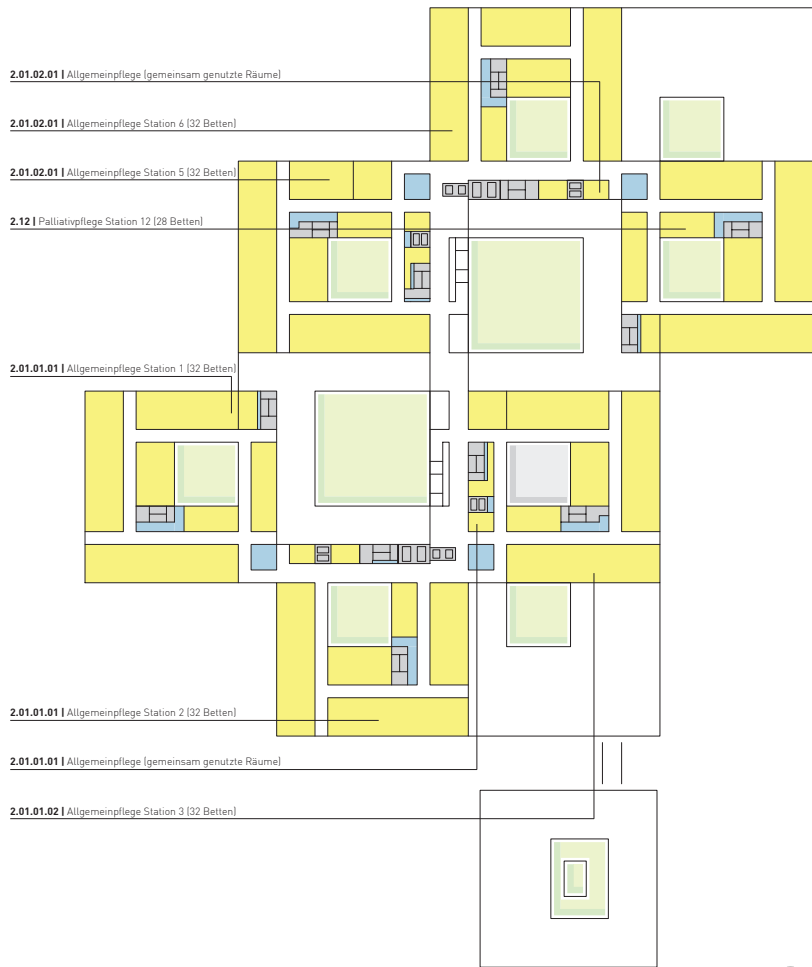 2.01.02.01 | Allgemeinpflege (gemeinsam genutzte Räume)
2.01.02.01 | Allgemeinpflege Station 6 (32 Betten)
2.01.02.01 | Allgemeinpflege Station 5 (32 Betten)
2.12 | Palliativpflege Station 12 (28 Betten)
2.01.01.01 | Allgemeinpflege Station 1 (32 Betten)
2.01.01.01 | Allgemeinpflege Station 2 (32 Betten)
2.01.01.01 | Allgemeinpflege (gemeinsam genutzte Räume)
2.01.01.02 | Allgemeinpflege Station 3 (32 Betten)